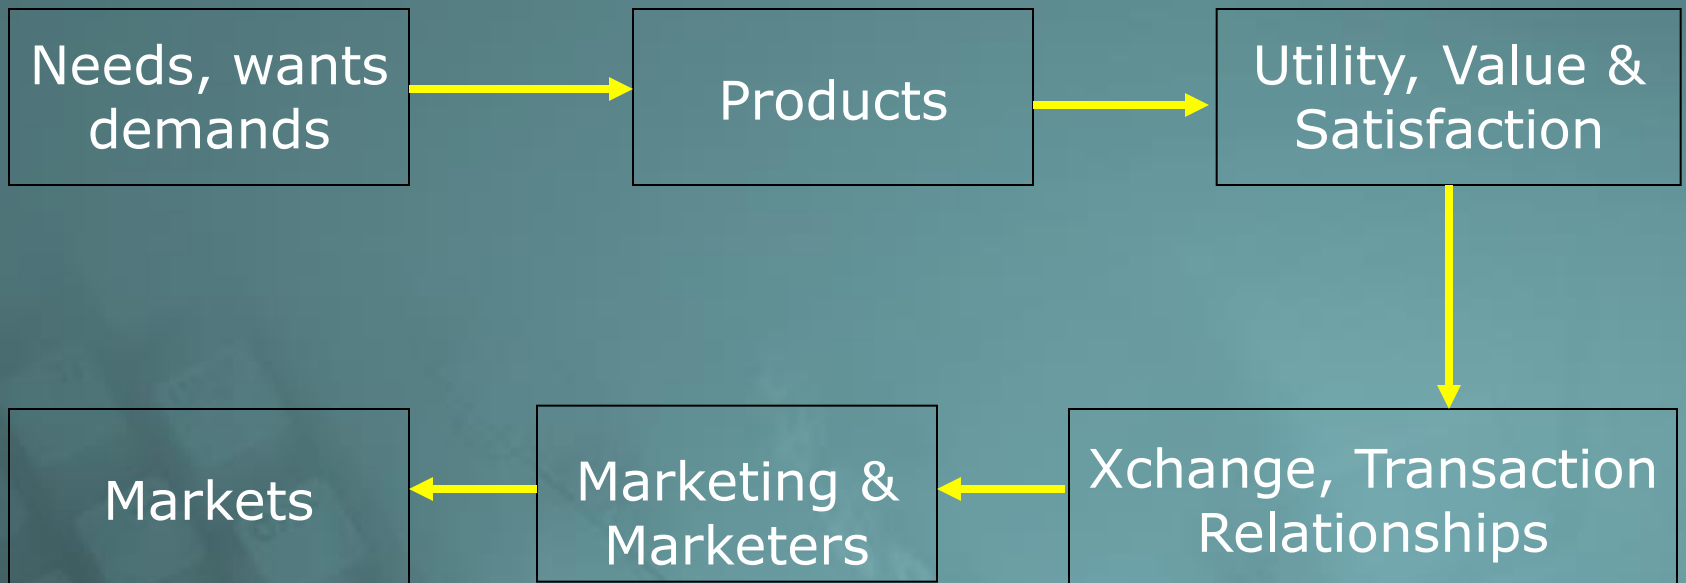 Needs, wants
demands
Products
Utility, Value &
Satisfaction
Xchange, Transaction
Relationships
Marketing &
Marketers
Markets